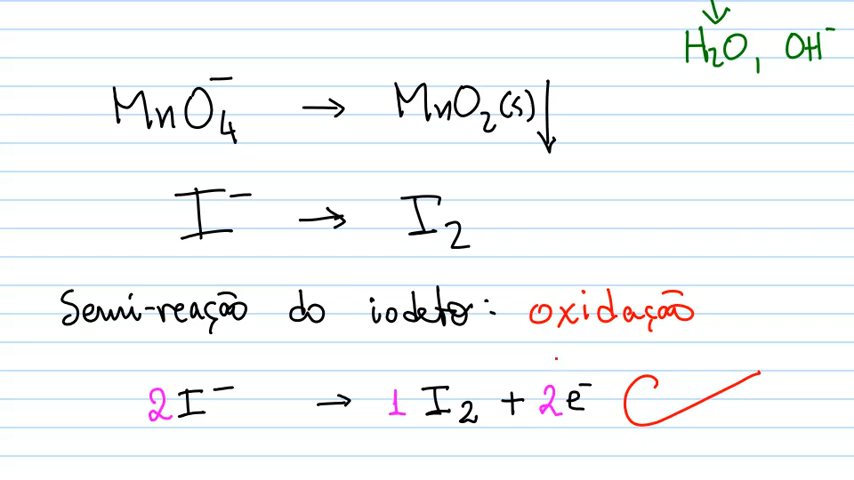 H₂O, OH⁻
MnO₄⁻ → MnO₂(s)↓
I⁻ → I₂
Semi-reação do iodeto: oxidação
2I⁻ → 1 I₂ + 2e⁻